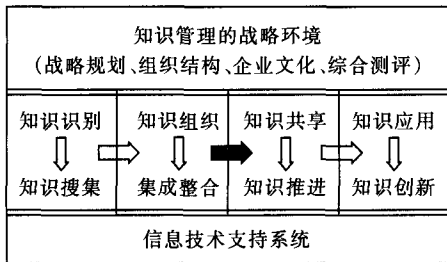 知识管理的战略环境
(战略规划、组织结构、企业文化、综合测评)
知识识别 知识组织 知识共享 知识应用
知识搜集 集成整合 知识推进 知识创新
信息技术支持系统